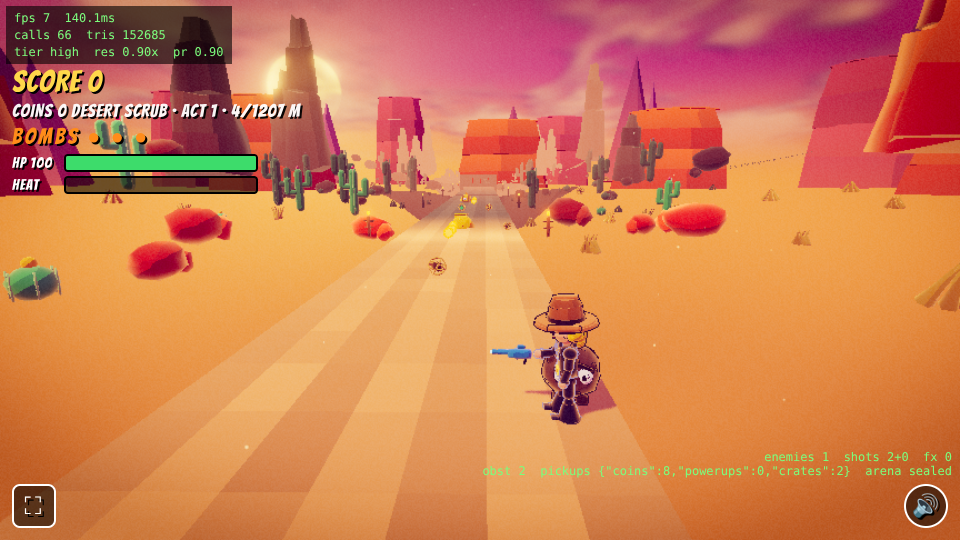 fps 7  140.1ms
calls 66  tris 152685
tier high  res 0.90x  pr 0.90
SCORE 0
COINS 0 DESERT SCRUB · ACT 1 · 4/1207 M
BOMBS
HP 100
HEAT
enemies 1  shots 2+0  fx 0
obst 2  pickups {"coins":8,"powerups":0,"crates":2}  arena sealed